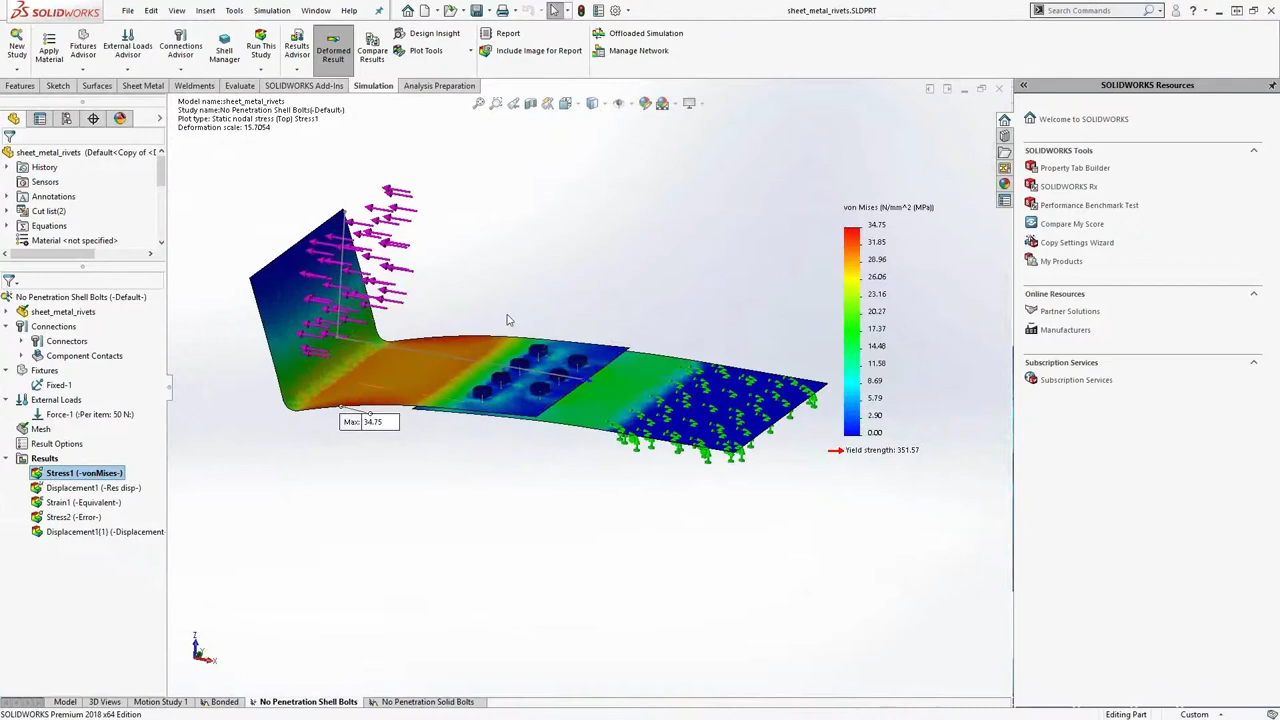 SOLIDWORKS
File Edit View Insert Tools Simulation Window Help
sheet_metal_rivets.SLDPRT
Search Commands
New Study
Apply Material
Fixtures Advisor
External Loads Advisor
Connections Advisor
Shell Manager
Run This Study
Results Advisor
Deformed Result
Compare Results
Design Insight
Plot Tools
Report
Include Image for Report
Offloaded Simulation
Manage Network
Features Sketch Surfaces Sheet Metal Weldments Evaluate SOLIDWORKS Add-Ins Simulation Analysis Preparation
SOLIDWORKS Resources
Model name:sheet_metal_rivets
Study name:No Penetration Shell Bolts(-Default-)
Plot type: Static nodal stress (Top) Stress1
Deformation scale: 15.7054
sheet_metal_rivets (Default<Copy of <D
History
Sensors
Annotations
Cut list(2)
Equations
Material <not specified>
No Penetration Shell Bolts (-Default-)
sheet_metal_rivets
Connections
Connectors
Component Contacts
Fixtures
Fixed-1
External Loads
Force-1 (:Per item: 50 N:)
Mesh
Result Options
Results
Stress1 (-vonMises-)
Displacement1 (-Res disp-)
Strain1 (-Equivalent-)
Stress2 (-Error-)
Displacement1(1) (-Displacement-
Max: 34.75
von Mises (N/mm^2 (MPa))
34.75
31.85
28.96
26.06
23.16
20.27
17.37
14.48
11.58
8.69
5.79
2.90
0.00
Yield strength: 351.57
Z
Y
X
Welcome to SOLIDWORKS
SOLIDWORKS Tools
Property Tab Builder
SOLIDWORKS Rx
Performance Benchmark Test
Compare My Score
Copy Settings Wizard
My Products
Online Resources
Partner Solutions
Manufacturers
Subscription Services
Subscription Services
Model 3D Views Motion Study 1 Bonded No Penetration Shell Bolts No Penetration Solid Bolts
SOLIDWORKS Premium 2018 x64 Edition
Editing Part
Custom